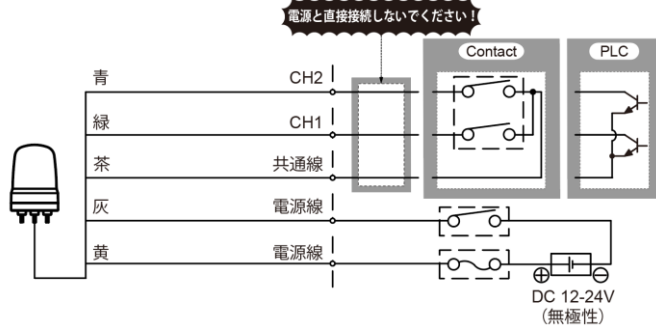 電源と直接接続しないでください！
Contact
PLC
青
CH2
緑
CH1
茶
共通線
灰
電源線
黄
電源線
DC 12-24V
（無極性）